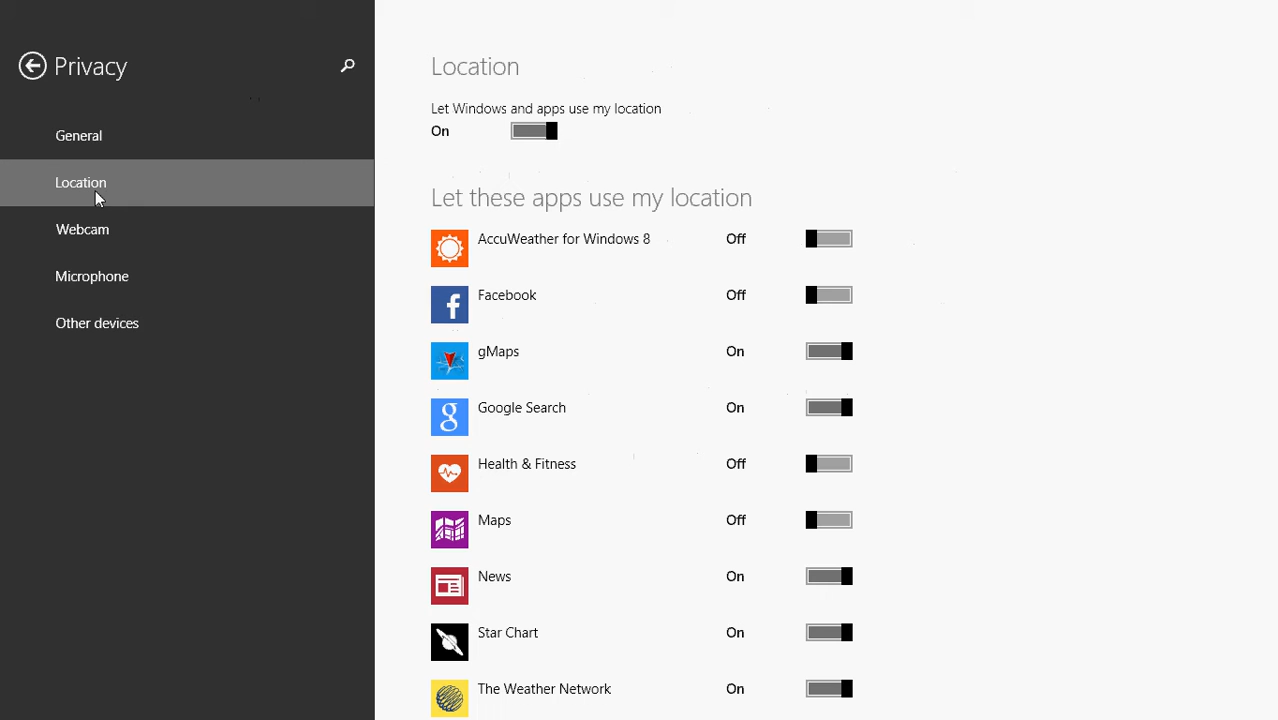 Privacy
General
Location
Webcam
Microphone
Other devices
Location
Let Windows and apps use my location
On
Let these apps use my location
AccuWeather for Windows 8 Off
f Facebook Off
gMaps On
g Google Search On
Health & Fitness Off
Maps Off
News On
Star Chart On
The Weather Network On